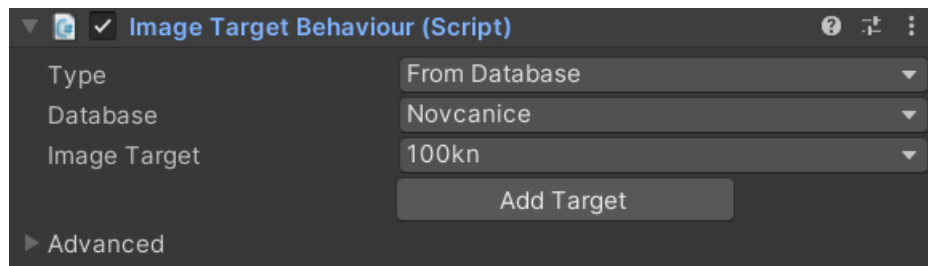 Image Target Behaviour (Script)
Type From Database
Database Novcanice
Image Target 100kn
Add Target
Advanced